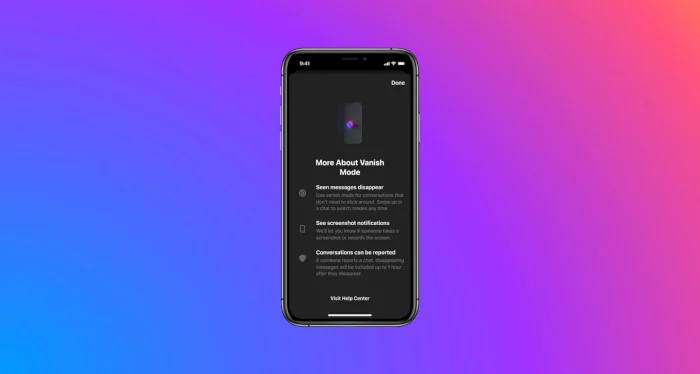 9:41
Done
More About Vanish
Mode
Seen messages disappear
Use vanish mode for conversations that
don't need to stick around. Swipe up in
a chat to switch modes any time.
See screenshot notifications
We'll let you know if someone takes a
screenshot or records the screen.
Conversations can be reported
If someone reports a chat, disappearing
messages will be included up to 1 hour
after they disappear.
Visit Help Center